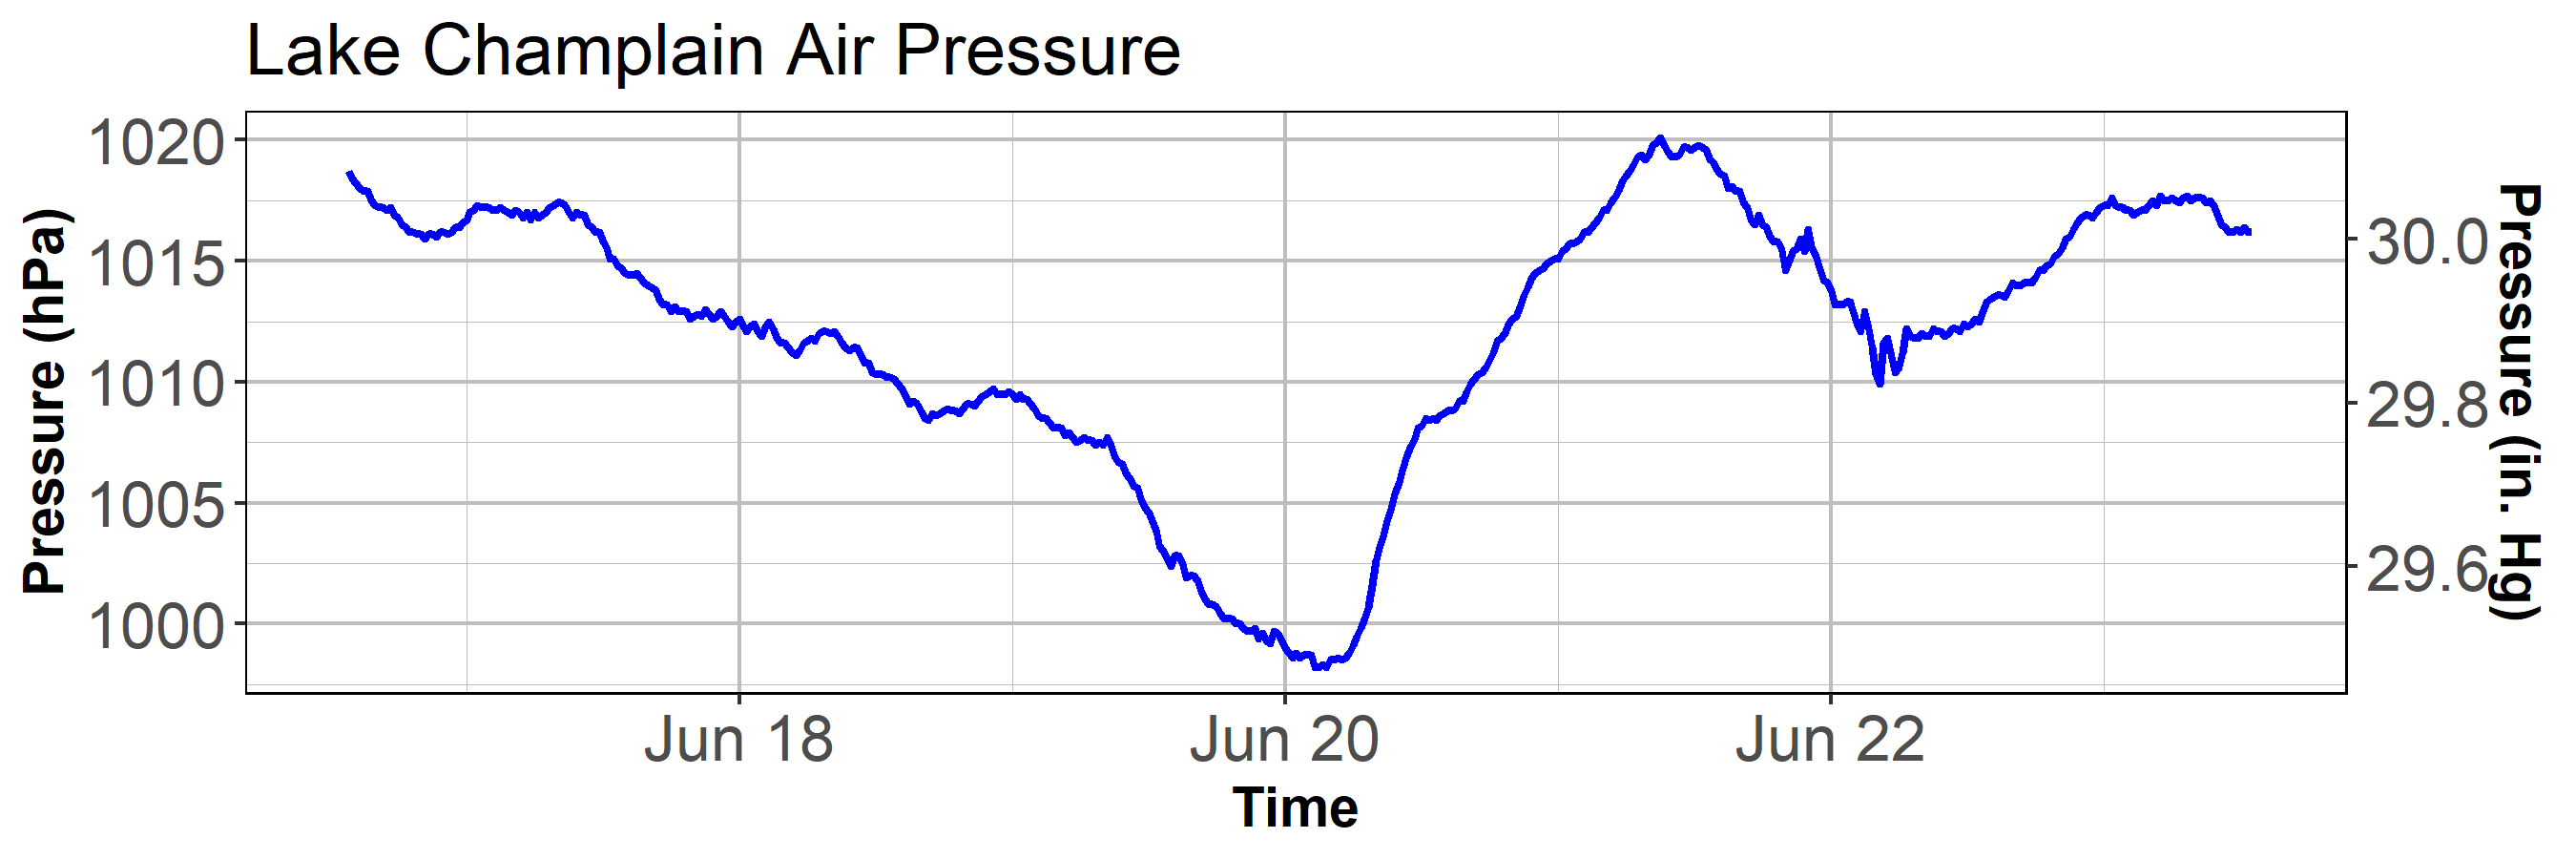 Lake Champlain Air Pressure
Pressure (hPa)
1020
1015
1010
1005
1000
30.0
29.8
29.6
Pressure (in. Hg)
Jun 18
Jun 20
Jun 22
Time